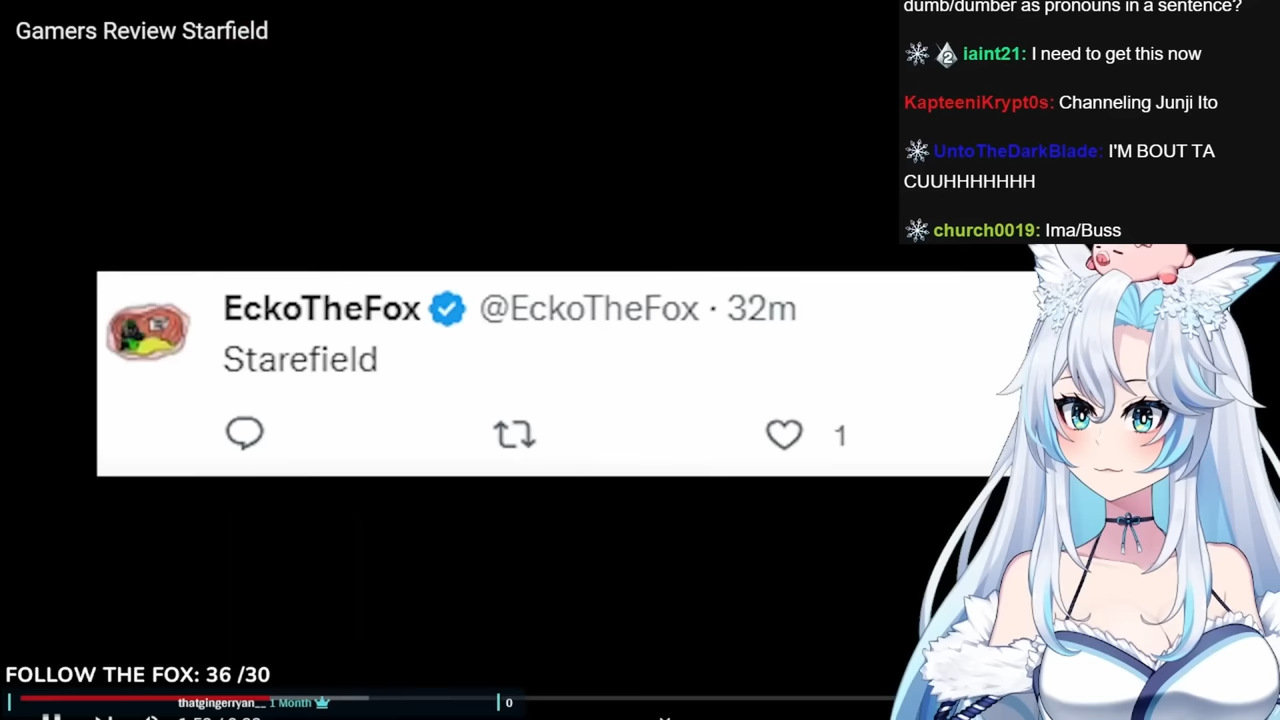 Gamers Review Starfield
dumb/dumber as pronouns in a sentence?
2 iaint21: I need to get this now
KapteeniKrypt0s: Channeling Junji Ito
UntoTheDarkBlade: I'M BOUT TA
CUUHHHHHHH
church0019: Ima/Buss
EckoTheFox @EckoTheFox · 32m
Starefield
1
FOLLOW THE FOX: 36 /30
thatgingerryan__ 1 Month 0